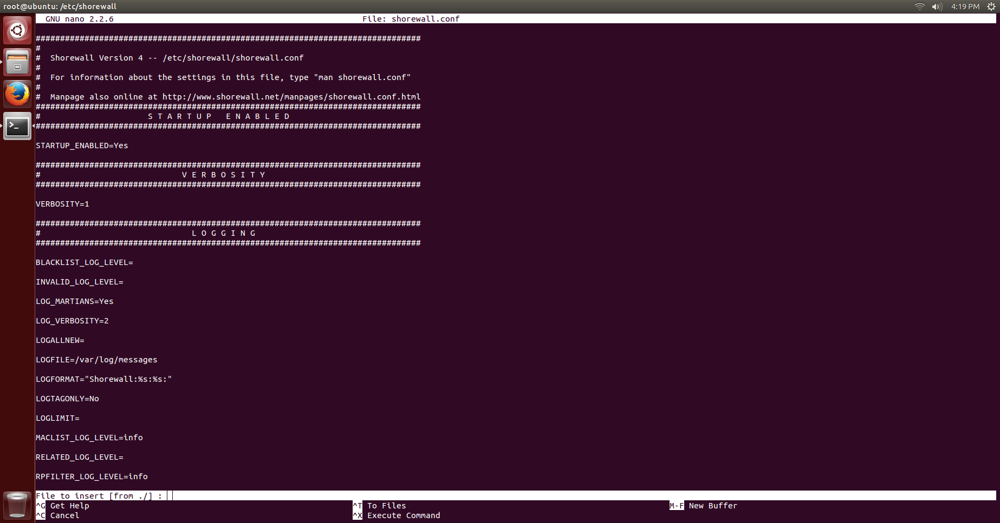 root@ubuntu: /etc/shorewall 4:19 PM
GNU nano 2.2.6 File: shorewall.conf
###############################################################################
#
# Shorewall Version 4 -- /etc/shorewall/shorewall.conf
#
# For information about the settings in this file, type "man shorewall.conf"
#
# Manpage also online at http://www.shorewall.net/manpages/shorewall.conf.html
###############################################################################
# S T A R T U P   E N A B L E D
###############################################################################
STARTUP_ENABLED=Yes
###############################################################################
# V E R B O S I T Y
###############################################################################
VERBOSITY=1
###############################################################################
# L O G G I N G
###############################################################################
BLACKLIST_LOG_LEVEL=
INVALID_LOG_LEVEL=
LOG_MARTIANS=Yes
LOG_VERBOSITY=2
LOGALLNEW=
LOGFILE=/var/log/messages
LOGFORMAT="Shorewall:%s:%s:"
LOGTAGONLY=No
LOGLIMIT=
MACLIST_LOG_LEVEL=info
RELATED_LOG_LEVEL=
RPFILTER_LOG_LEVEL=info
File to insert [from ./] :
^G Get Help ^T To Files M-F New Buffer
^C Cancel ^X Execute Command